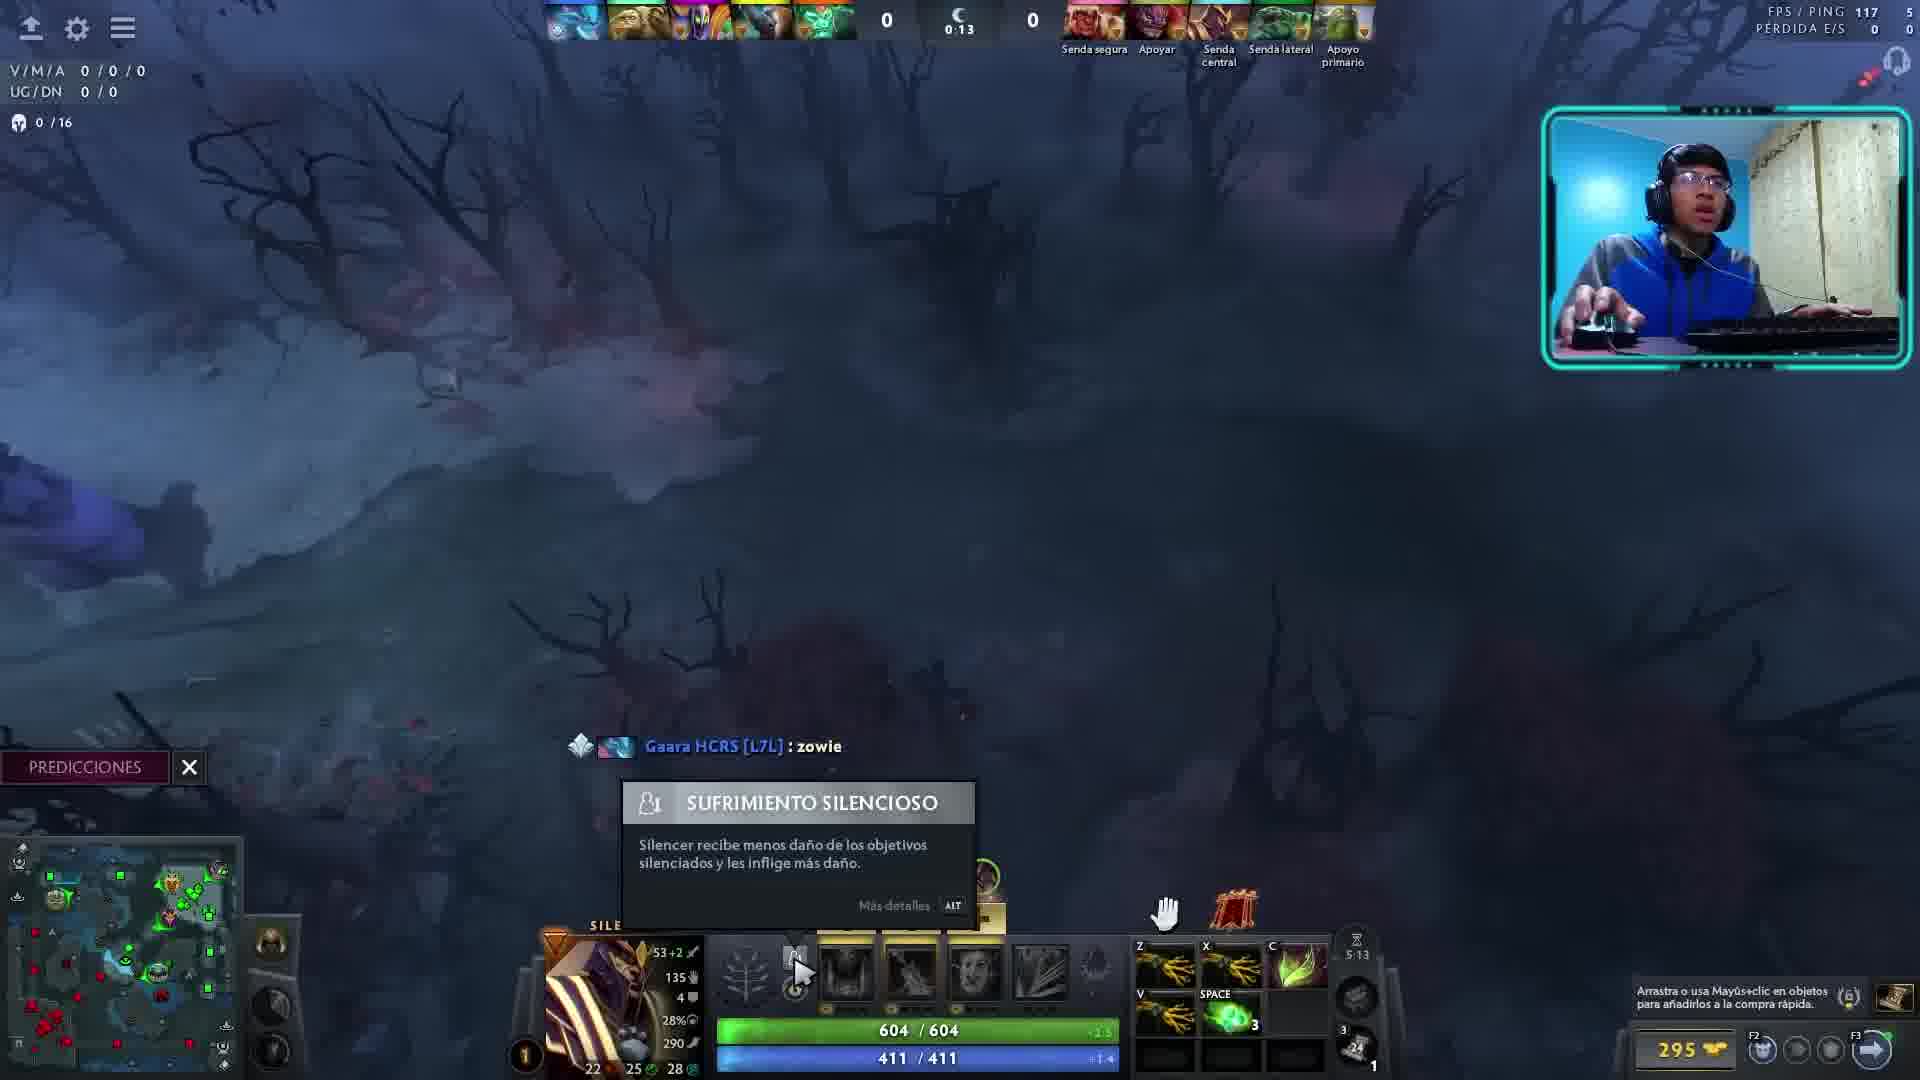 0 0:13 0
Senda segura Apoyar Senda central Senda lateral Apoyo primario
FPS / PING 117 5
PÉRDIDA E/S 0 0
V/M/A 0 / 0 / 0
UG/DN 0 / 0
0 /16
Gaara HCRS [L7L] : zowie
PREDICCIONES
SUFRIMIENTO SILENCIOSO
Silencer recibe menos daño de los objetivos
silenciados y les inflige más daño.
Más detalles ALT
SILE
53 +2
135
4
28%
290
1
22 25 28
604 / 604
411 / 411
Z X C
V SPACE
3
5:13
3
24
1
Arrastra o usa Mayús+clic en objetos
para añadirlos a la compra rápida.
295 F2 F3